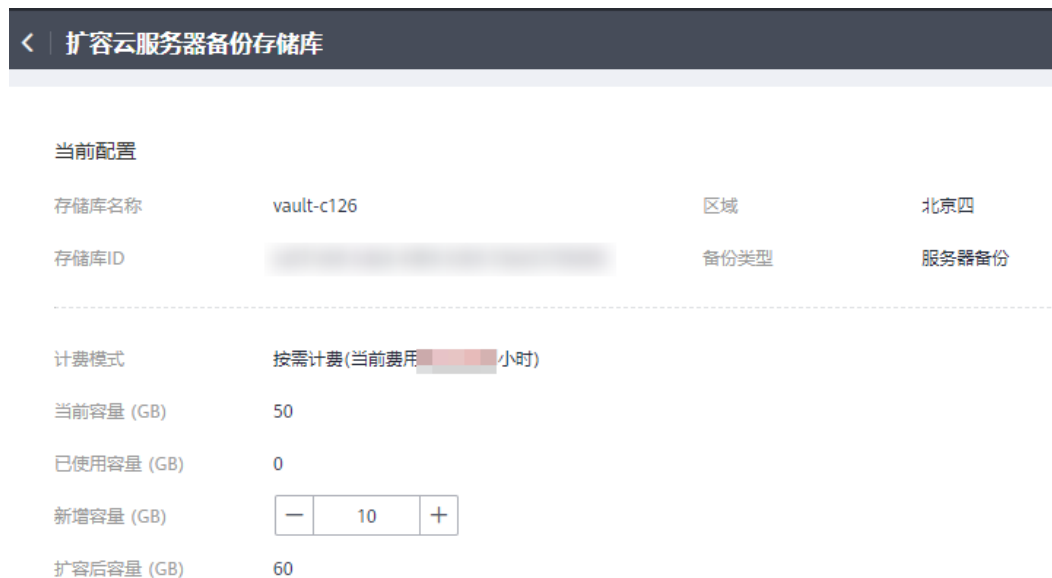 扩容云服务器备份存储库
当前配置
存储库名称 vault-c126 区域 北京四
存储库ID 备份类型 服务器备份
计费模式 按需计费(当前费用 小时)
当前容量 (GB) 50
已使用容量 (GB) 0
新增容量 (GB) 10
扩容后容量 (GB) 60